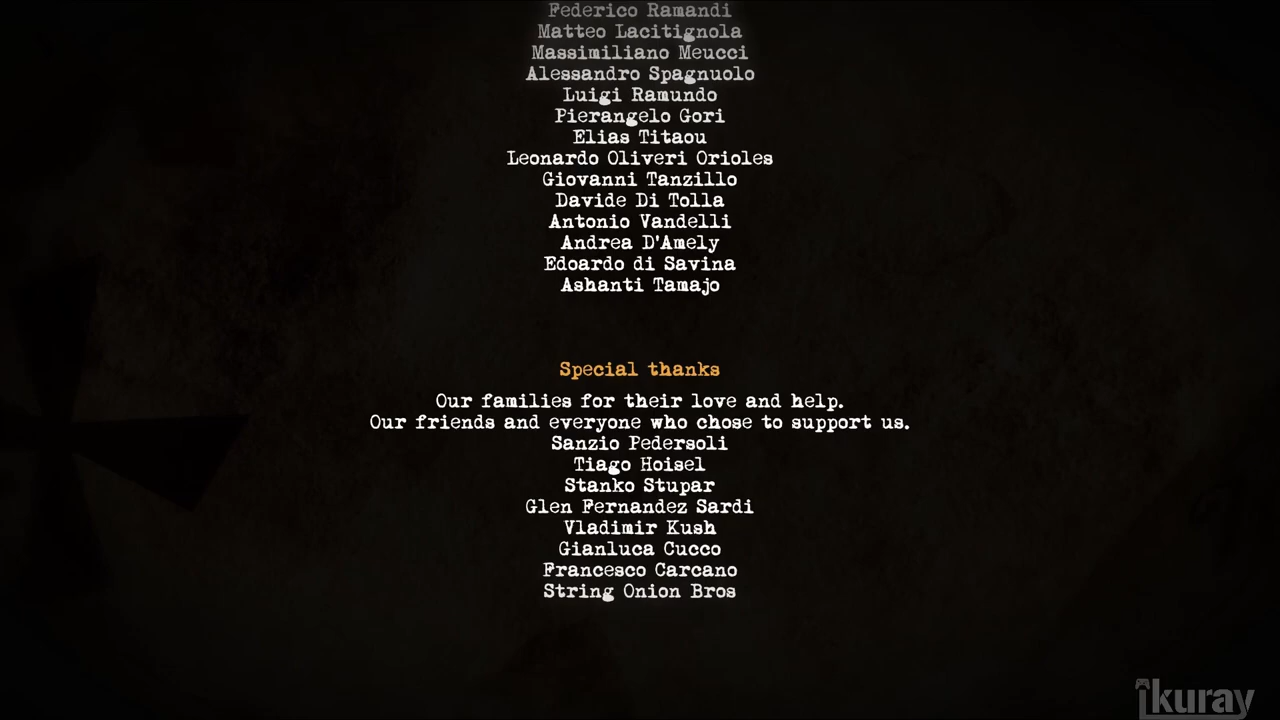 Federico Ramandi
Matteo Lacitignola
Massimiliano Meucci
Alessandro Spagnuolo
Luigi Ramundo
Pierangelo Gori
Elias Titaou
Leonardo Oliveri Orioles
Giovanni Tanzillo
Davide Di Tolla
Antonio Vandelli
Andrea D'Amely
Edoardo di Savina
Ashanti Tamajo
Special thanks
Our families for their love and help.
Our friends and everyone who chose to support us.
Sanzio Pedersoli
Tiago Hoisel
Stanko Stupar
Glen Fernandez Sardi
Vladimir Kush
Gianluca Cucco
Francesco Carcano
String Onion Bros
ikuray